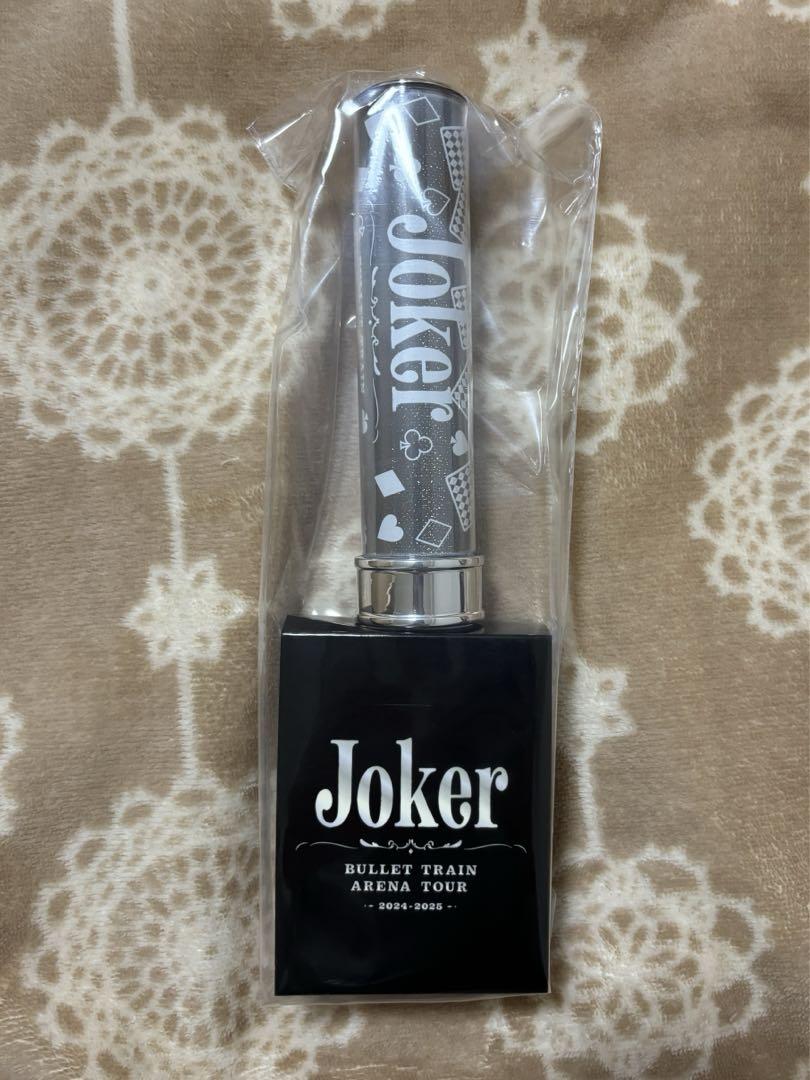 Joker
Joker
BULLET TRAIN
ARENA TOUR
2024-2025